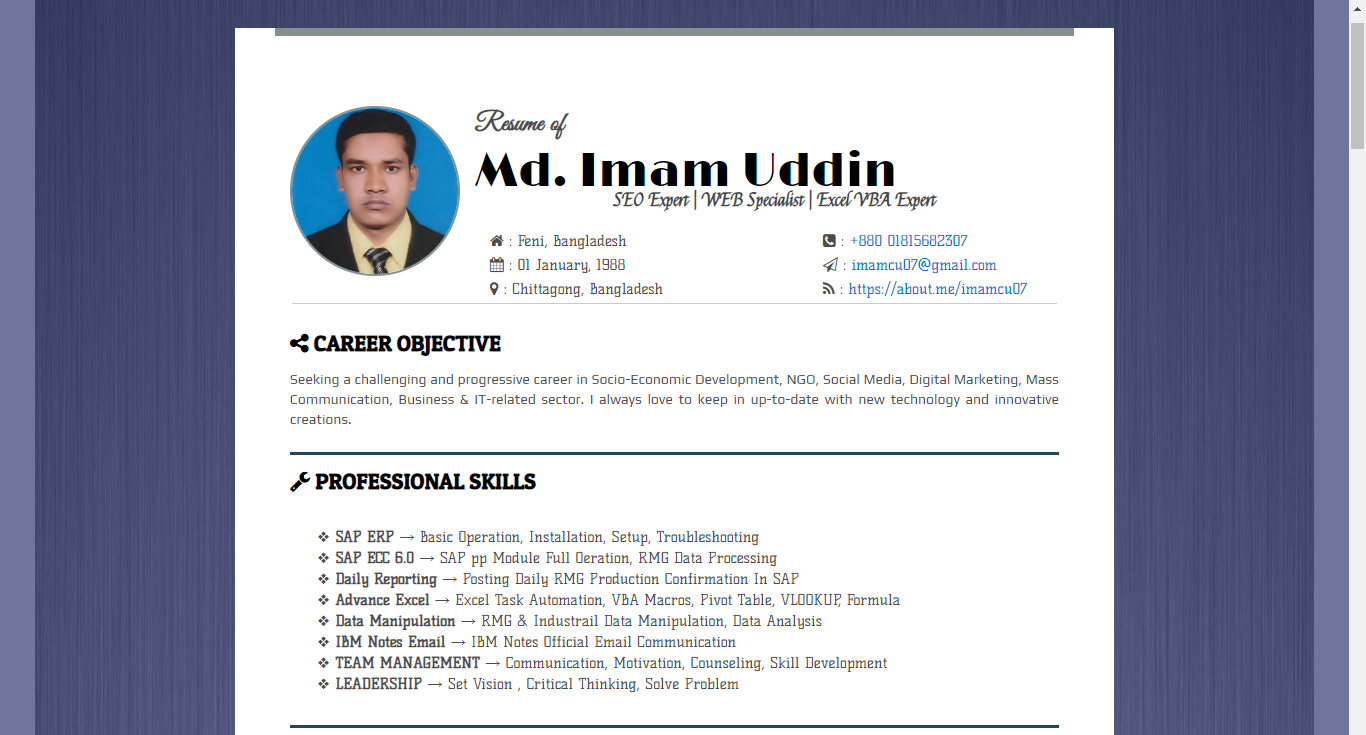 Resume of
Md. Imam Uddin
SEO Expert | WEB Specialist | Excel VBA Expert
: Feni, Bangladesh
: +880 01815682307
: 01 January, 1988
: imamcu07@gmail.com
: Chittagong, Bangladesh
: https://about.me/imamcu07
CAREER OBJECTIVE
Seeking a challenging and progressive career in Socio-Economic Development, NGO, Social Media, Digital Marketing, Mass
Communication, Business & IT-related sector. I always love to keep in up-to-date with new technology and innovative
creations.
PROFESSIONAL SKILLS
❖ SAP ERP → Basic Operation, Installation, Setup, Troubleshooting
❖ SAP ECC 6.0 → SAP pp Module Full Oeration, RMG Data Processing
❖ Daily Reporting → Posting Daily RMG Production Confirmation In SAP
❖ Advance Excel → Excel Task Automation, VBA Macros, Pivot Table, VLOOKUP, Formula
❖ Data Manipulation → RMG & Industrail Data Manipulation, Data Analysis
❖ IBM Notes Email → IBM Notes Official Email Communication
❖ TEAM MANAGEMENT → Communication, Motivation, Counseling, Skill Development
❖ LEADERSHIP → Set Vision , Critical Thinking, Solve Problem